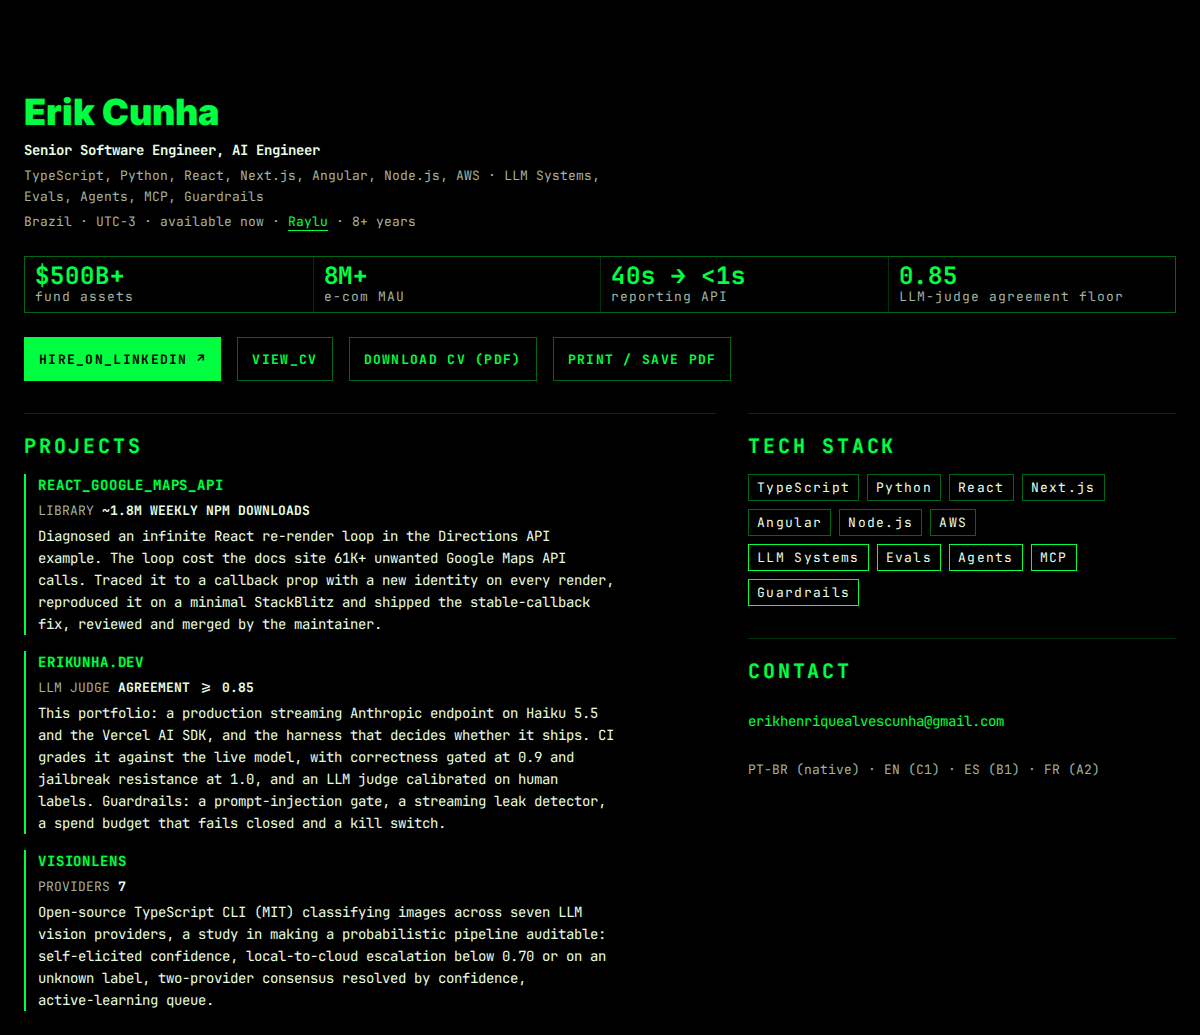 Erik Cunha
Senior Software Engineer, AI Engineer
TypeScript, Python, React, Next.js, Angular, Node.js, AWS · LLM Systems,
Evals, Agents, MCP, Guardrails
Brazil · UTC-3 · available now · Raylu · 8+ years
$500B+
fund assets
8M+
e-com MAU
40s → <1s
reporting API
0.85
LLM-judge agreement floor
HIRE_ON_LINKEDIN ↗
VIEW_CV
DOWNLOAD CV (PDF)
PRINT / SAVE PDF
PROJECTS
REACT_GOOGLE_MAPS_API
LIBRARY ~1.8M WEEKLY NPM DOWNLOADS
Diagnosed an infinite React re-render loop in the Directions API
example. The loop cost the docs site 61K+ unwanted Google Maps API
calls. Traced it to a callback prop with a new identity on every render,
reproduced it on a minimal StackBlitz and shipped the stable-callback
fix, reviewed and merged by the maintainer.
ERIKUNHA.DEV
LLM JUDGE AGREEMENT ⩾ 0.85
This portfolio: a production streaming Anthropic endpoint on Haiku 5.5
and the Vercel AI SDK, and the harness that decides whether it ships. CI
grades it against the live model, with correctness gated at 0.9 and
jailbreak resistance at 1.0, and an LLM judge calibrated on human
labels. Guardrails: a prompt-injection gate, a streaming leak detector,
a spend budget that fails closed and a kill switch.
VISIONLENS
PROVIDERS 7
Open-source TypeScript CLI (MIT) classifying images across seven LLM
vision providers, a study in making a probabilistic pipeline auditable:
self-elicited confidence, local-to-cloud escalation below 0.70 or on an
unknown label, two-provider consensus resolved by confidence,
active-learning queue.
TECH STACK
TypeScript Python React Next.js
Angular Node.js AWS
LLM Systems Evals Agents MCP
Guardrails
CONTACT
erikhenriquealvescunha@gmail.com
PT-BR (native) · EN (C1) · ES (B1) · FR (A2)